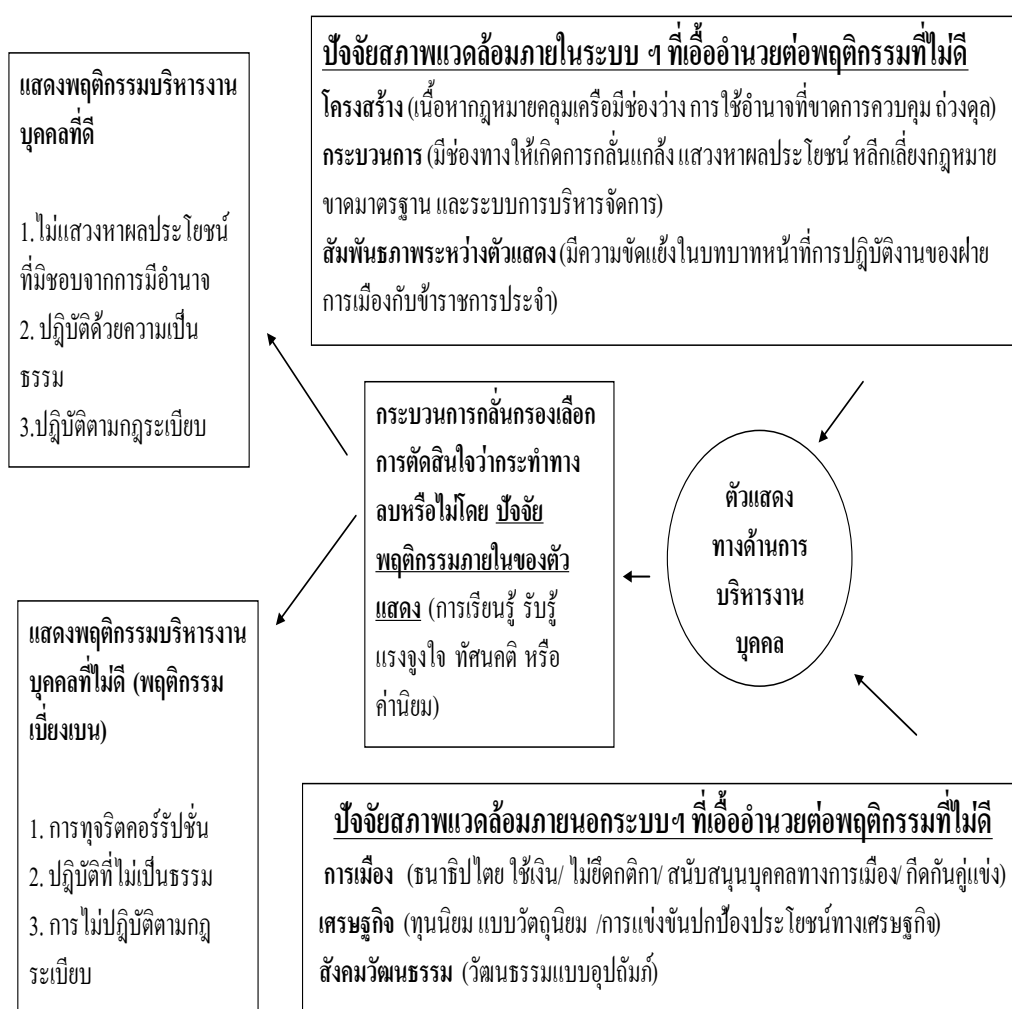 ปัจจัยสภาพแวดล้อมภายในระบบ ฯ ที่เอื้ออำนวยต่อพฤติกรรมที่ไม่ดี
โครงสร้าง (เนื้อหากฎหมายคลุมเครือมีช่องว่าง การใช้อำนาจที่ขาดการควบคุม ถ่วงดุล)
กระบวนการ (มีช่องทางให้เกิดการกลั่นแกล้ง แสวงหาผลประโยชน์ หลีกเลี่ยงกฎหมาย
ขาดมาตรฐาน และระบบการบริหารจัดการ)
สัมพันธภาพระหว่างตัวแสดง (มีความขัดแย้งในบทบาทหน้าที่การปฏิบัติงานของฝ่าย
การเมืองกับข้าราชการประจำ)
แสดงพฤติกรรมบริหารงาน
บุคคลที่ดี
1.ไม่แสวงหาผลประโยชน์
ที่มิชอบจากการมีอำนาจ
2. ปฏิบัติด้วยความเป็น
ธรรม
3.ปฏิบัติตามกฎระเบียบ
กระบวนการกลั่นกรองเลือก
การตัดสินใจว่ากระทำทาง
ลบหรือไม่โดย ปัจจัย
พฤติกรรมภายในของตัว
แสดง (การเรียนรู้ รับรู้
แรงจูงใจ ทัศนคติ หรือ
ค่านิยม)
ตัวแสดง
ทางด้านการ
บริหารงาน
บุคคล
แสดงพฤติกรรมบริหารงาน
บุคคลที่ไม่ดี (พฤติกรรม
เบี่ยงเบน)
1. การทุจริตคอร์รัปชั่น
2. ปฏิบัติที่ไม่เป็นธรรม
3. การไม่ปฏิบัติตามกฎ
ระเบียบ
ปัจจัยสภาพแวดล้อมภายนอกระบบฯ ที่เอื้ออำนวยต่อพฤติกรรมที่ไม่ดี
การเมือง (ธนาธิปไตย ใช้เงิน/ ไม่ยึดกติกา/ สนับสนุนบุคคลทางการเมือง/ กีดกันคู่แข่ง)
เศรษฐกิจ (ทุนนิยม แบบวัตถุนิยม /การแข่งขันปกป้องประโยชน์ทางเศรษฐกิจ)
สังคมวัฒนธรรม (วัฒนธรรมแบบอุปถัมภ์)